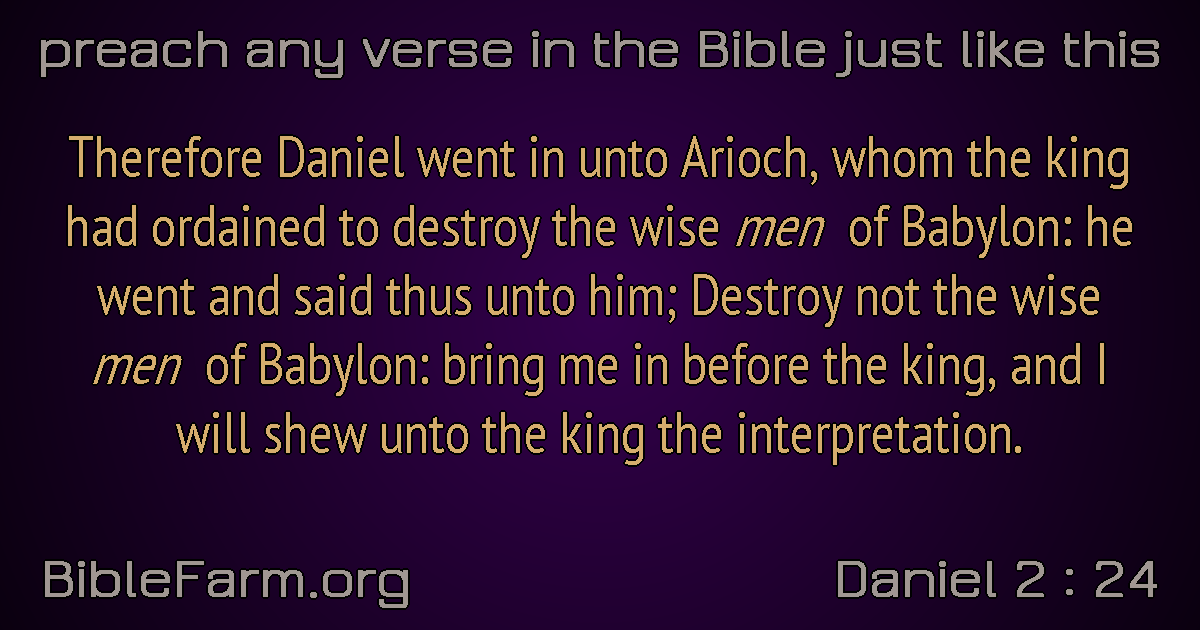 preach any verse in the Bible just like this
Therefore Daniel went in unto Arioch, whom the king
had ordained to destroy the wise men of Babylon: he
went and said thus unto him; Destroy not the wise
men of Babylon: bring me in before the king, and I
will shew unto the king the interpretation.
BibleFarm.org
Daniel 2 : 24